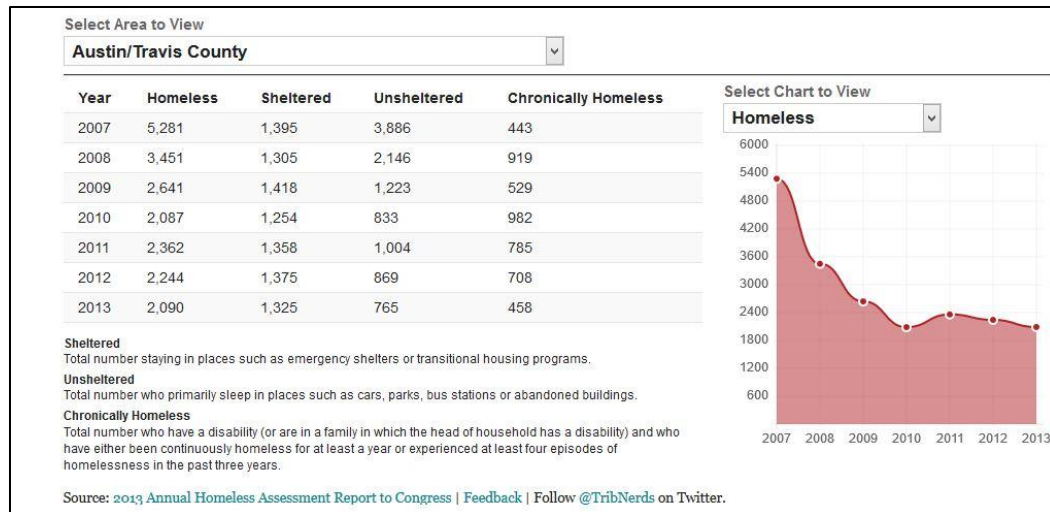 Select Area to View
Austin/Travis County
Year Homeless Sheltered Unsheltered Chronically Homeless
2007 5,281 1,395 3,886 443
2008 3,451 1,305 2,146 919
2009 2,641 1,418 1,223 529
2010 2,087 1,254 833 982
2011 2,362 1,358 1,004 785
2012 2,244 1,375 869 708
2013 2,090 1,325 765 458
Sheltered
Total number staying in places such as emergency shelters or transitional housing programs.
Unsheltered
Total number who primarily sleep in places such as cars, parks, bus stations or abandoned buildings.
Chronically Homeless
Total number who have a disability (or are in a family in which the head of household has a disability) and who
have either been continuously homeless for at least a year or experienced at least four episodes of
homelessness in the past three years.
Select Chart to View
Homeless
6000
5400
4800
4200
3600
3000
2400
1800
1200
600
2007 2008 2009 2010 2011 2012 2013
Source: 2013 Annual Homeless Assessment Report to Congress | Feedback | Follow @TribNerds on Twitter.